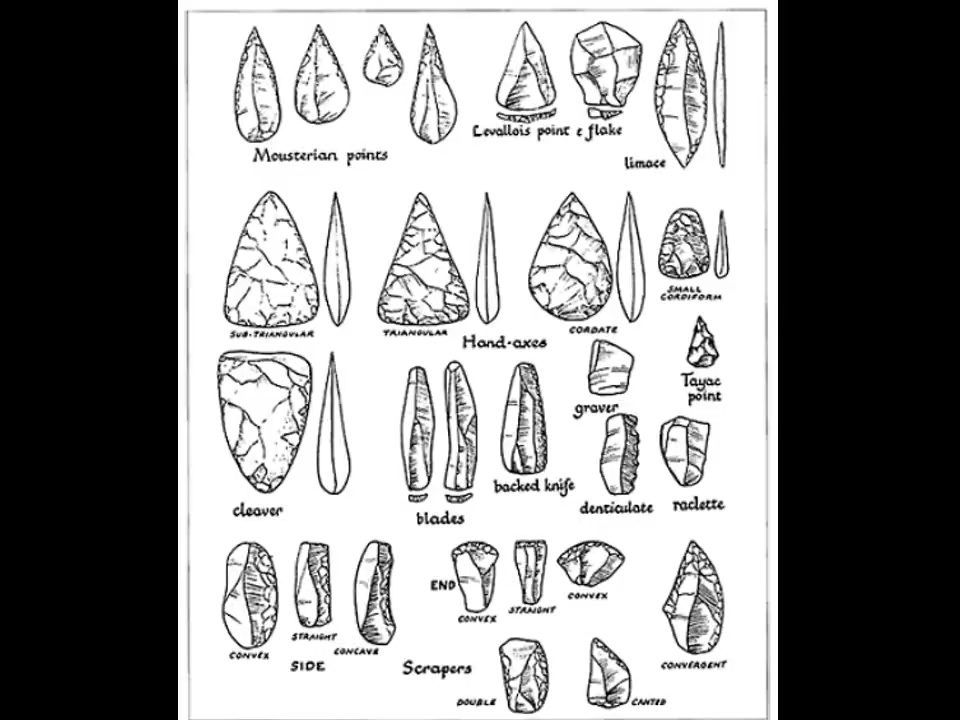 Mousterian points
Levallois point & flake
limace
SUB-TRIANGULAR
TRIANGULAR
Hand-axes
CORDATE
SMALL
CORDIFORM
Tayac
point
graver
cleaver
blades
backed knife
denticulate
raclette
CONVEX
STRAIGHT
CONCAVE
SIDE
END
CONVEX
STRAIGHT
CONVEX
Scrapers
DOUBLE
CANTED
CONVERGENT